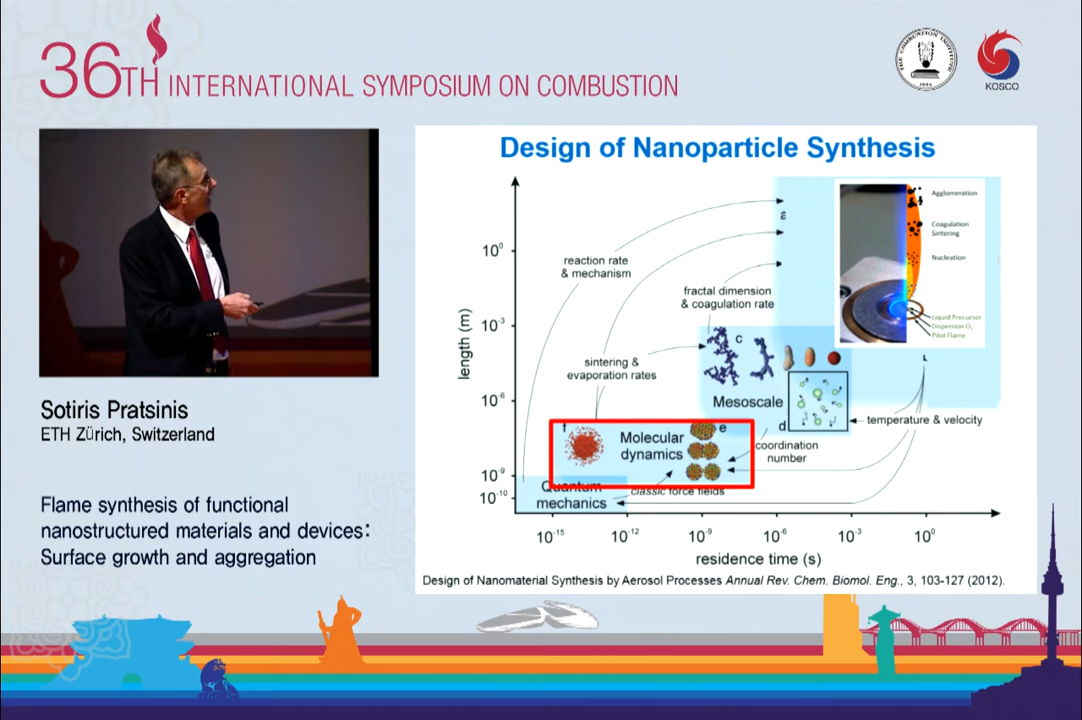 36TH INTERNATIONAL SYMPOSIUM ON COMBUSTION
THE COMBUSTION INSTITUTE
KOSCO
Sotiris Pratsinis
ETH Zürich, Switzerland
Flame synthesis of functional
nanostructured materials and devices:
Surface growth and aggregation
Design of Nanoparticle Synthesis
length (m)
10⁰
10⁻³
10⁻⁶
10⁻⁹
10⁻¹⁰
reaction rate
& mechanism
a
fractal dimension
& coagulation rate
sintering &
evaporation rates
c
Mesoscale
d
temperature & velocity
coordination
number
f
Molecular
dynamics
e
Quantum
mechanics
classic force fields
Agglomeration
Coagulation
Sintering
Nucleation
Liquid Precursor
Dispersion O₂
Pilot Flame
10⁻¹⁵
10⁻¹²
10⁻⁹
10⁻⁶
10⁻³
10⁰
residence time (s)
Design of Nanomaterial Synthesis by Aerosol Processes Annual Rev. Chem. Biomol. Eng., 3, 103-127 (2012).